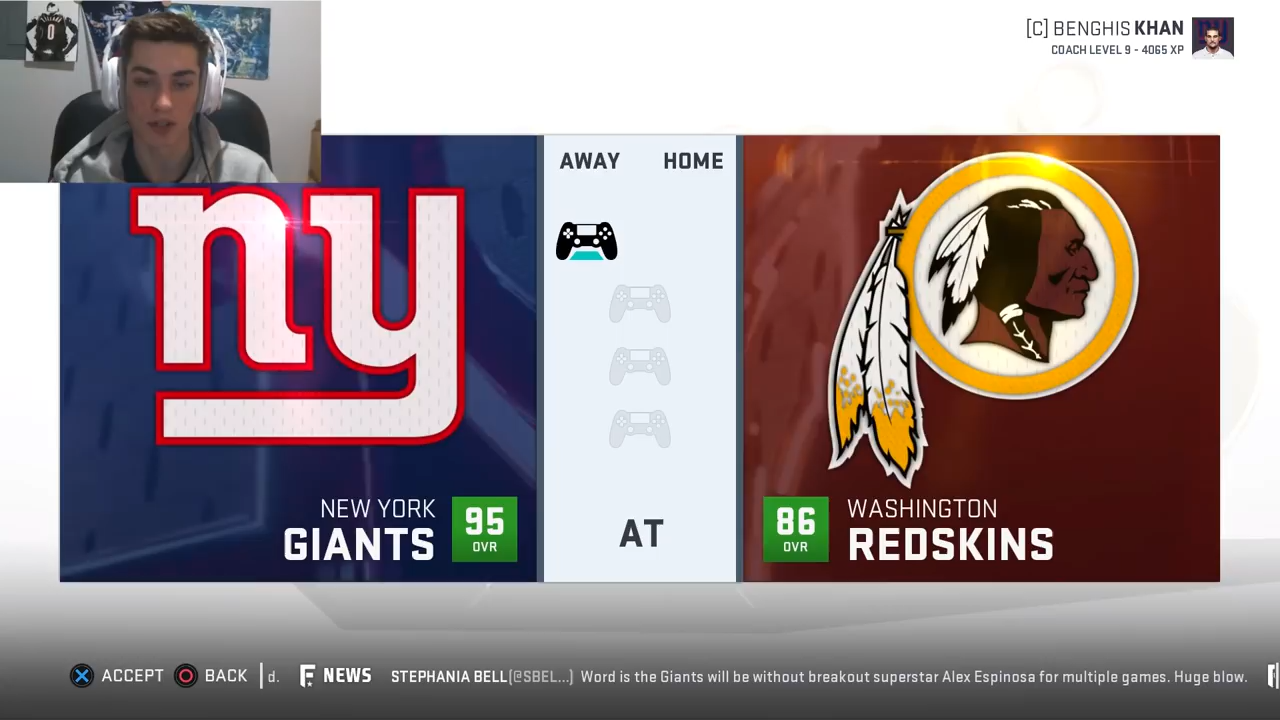 [C] BENGHIS KHAN
COACH LEVEL 9 - 4065 XP
0
AWAY HOME
ny
NEW YORK
GIANTS
95
OVR
AT
86
OVR
WASHINGTON
REDSKINS
ACCEPT BACK d. NEWS STEPHANIA BELL[@SBEL...] Word is the Giants will be without breakout superstar Alex Espinosa for multiple games. Huge blow.